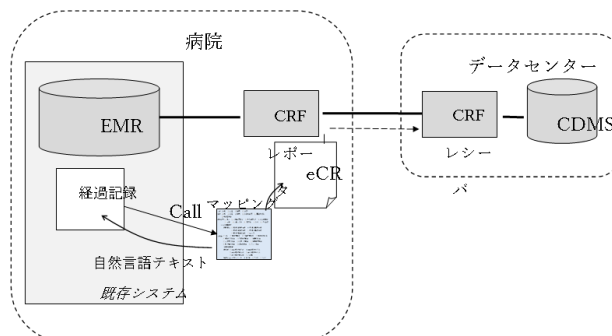 病院
データセンター
EMR
CRF
レポー
タ
CRF
レシー
バ
CDMS
eCR
経過記録
Call
マッピング
自然言語テキスト
既存システム